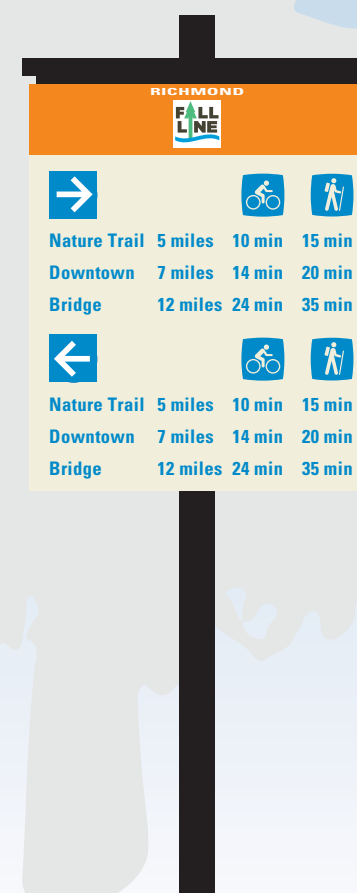 RICHMOND
FALL
LINE
Nature Trail 5 miles 10 min 15 min
Downtown 7 miles 14 min 20 min
Bridge 12 miles 24 min 35 min
Nature Trail 5 miles 10 min 15 min
Downtown 7 miles 14 min 20 min
Bridge 12 miles 24 min 35 min